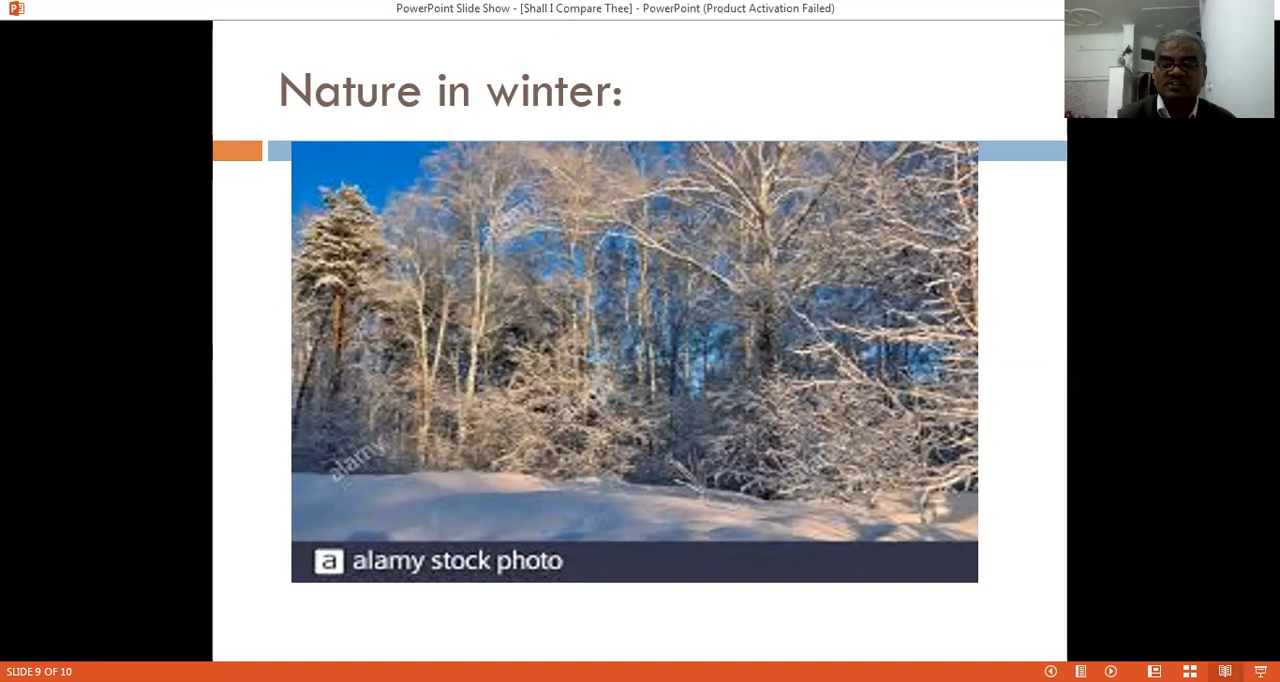 PowerPoint Slide Show - [Shall I Compare Thee] - PowerPoint (Product Activation Failed)
Nature in winter:
alamy
a alamy stock photo
SLIDE 9 OF 10